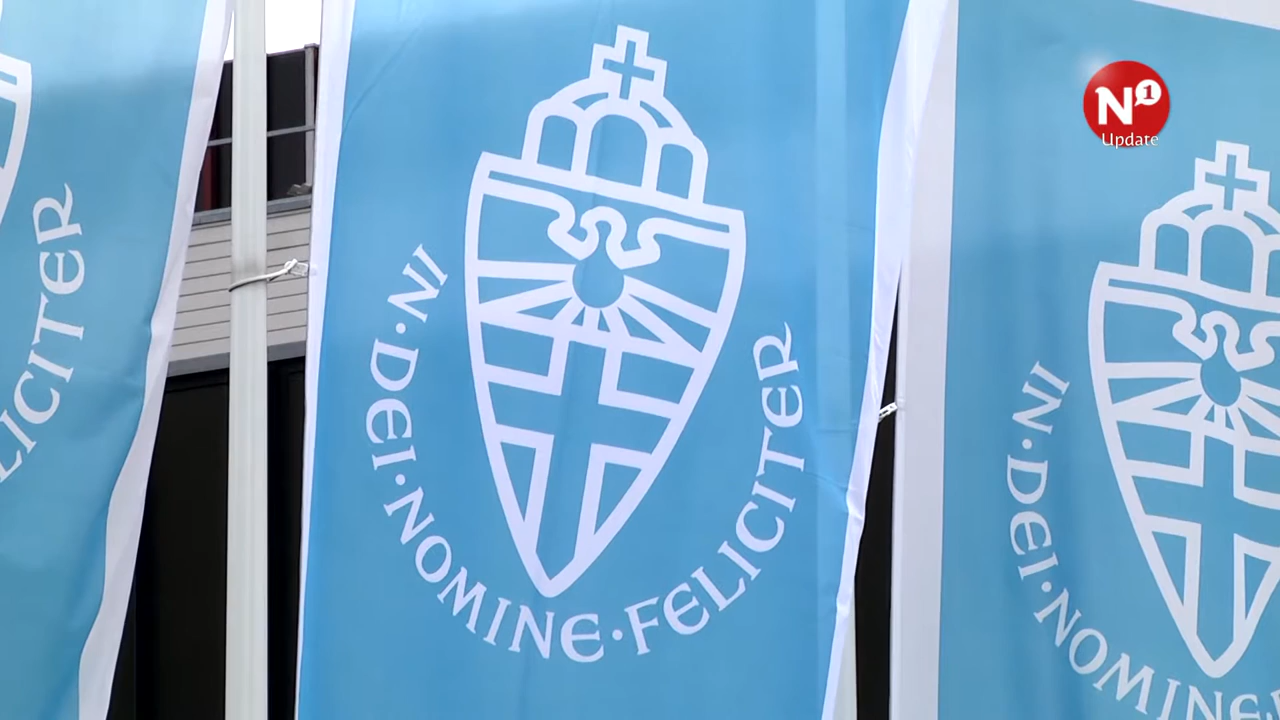 N1
Update
LICITER
IN·DEI·NOMINE·FELICITER
IN·DEI·NOMINE